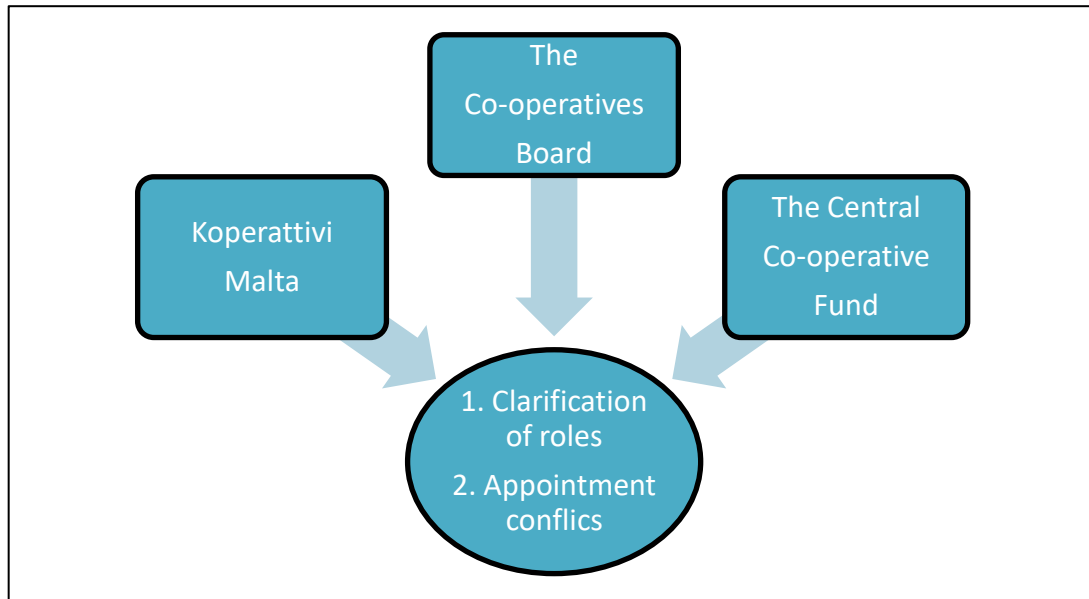 The
Co-operatives
Board
Koperattivi
Malta
The Central
Co-operative
Fund
1. Clarification
of roles
2. Appointment
conflics